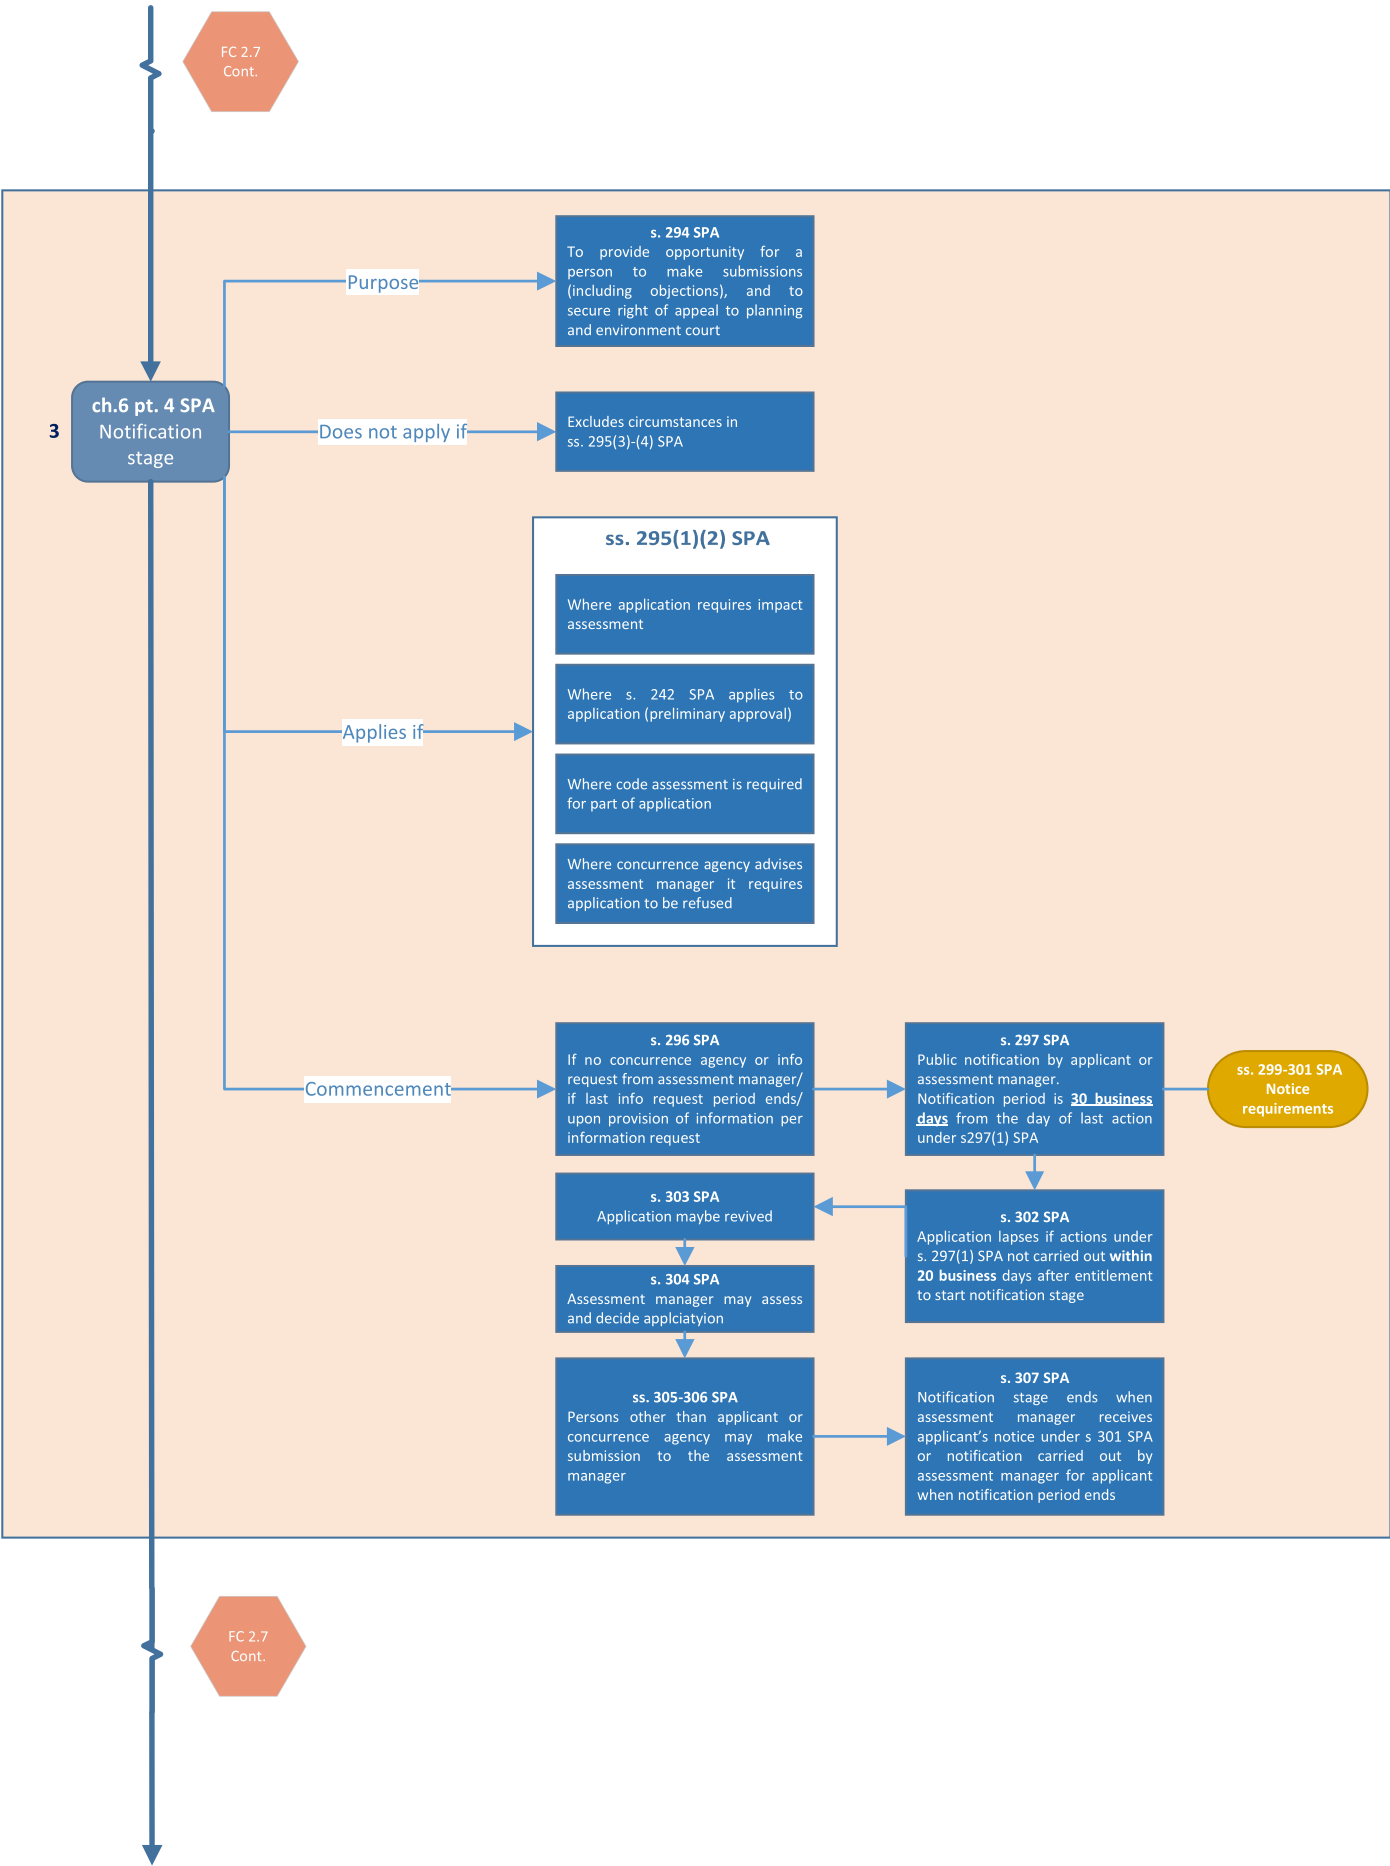 FC 2.7
Cont.
s. 294 SPA
To provide opportunity for a
person to make submissions
(including objections), and to
secure right of appeal to planning
and environment court
Purpose
3
ch.6 pt. 4 SPA
Notification
stage
Does not apply if
Excludes circumstances in
ss. 295(3)-(4) SPA
ss. 295(1)(2) SPA
Where application requires impact
assessment
Where s. 242 SPA applies to
application (preliminary approval)
Applies if
Where code assessment is required
for part of application
Where concurrence agency advises
assessment manager it requires
application to be refused
Commencement
s. 296 SPA
If no concurrence agency or info
request from assessment manager/
if last info request period ends/
upon provision of information per
information request
s. 297 SPA
Public notification by applicant or
assessment manager.
Notification period is 30 business
days from the day of last action
under s297(1) SPA
ss. 299-301 SPA
Notice
requirements
s. 303 SPA
Application maybe revived
s. 302 SPA
Application lapses if actions under
s. 297(1) SPA not carried out within
20 business days after entitlement
to start notification stage
s. 304 SPA
Assessment manager may assess
and decide applciatyion
ss. 305-306 SPA
Persons other than applicant or
concurrence agency may make
submission to the assessment
manager
s. 307 SPA
Notification stage ends when
assessment manager receives
applicant's notice under s 301 SPA
or notification carried out by
assessment manager for applicant
when notification period ends
FC 2.7
Cont.